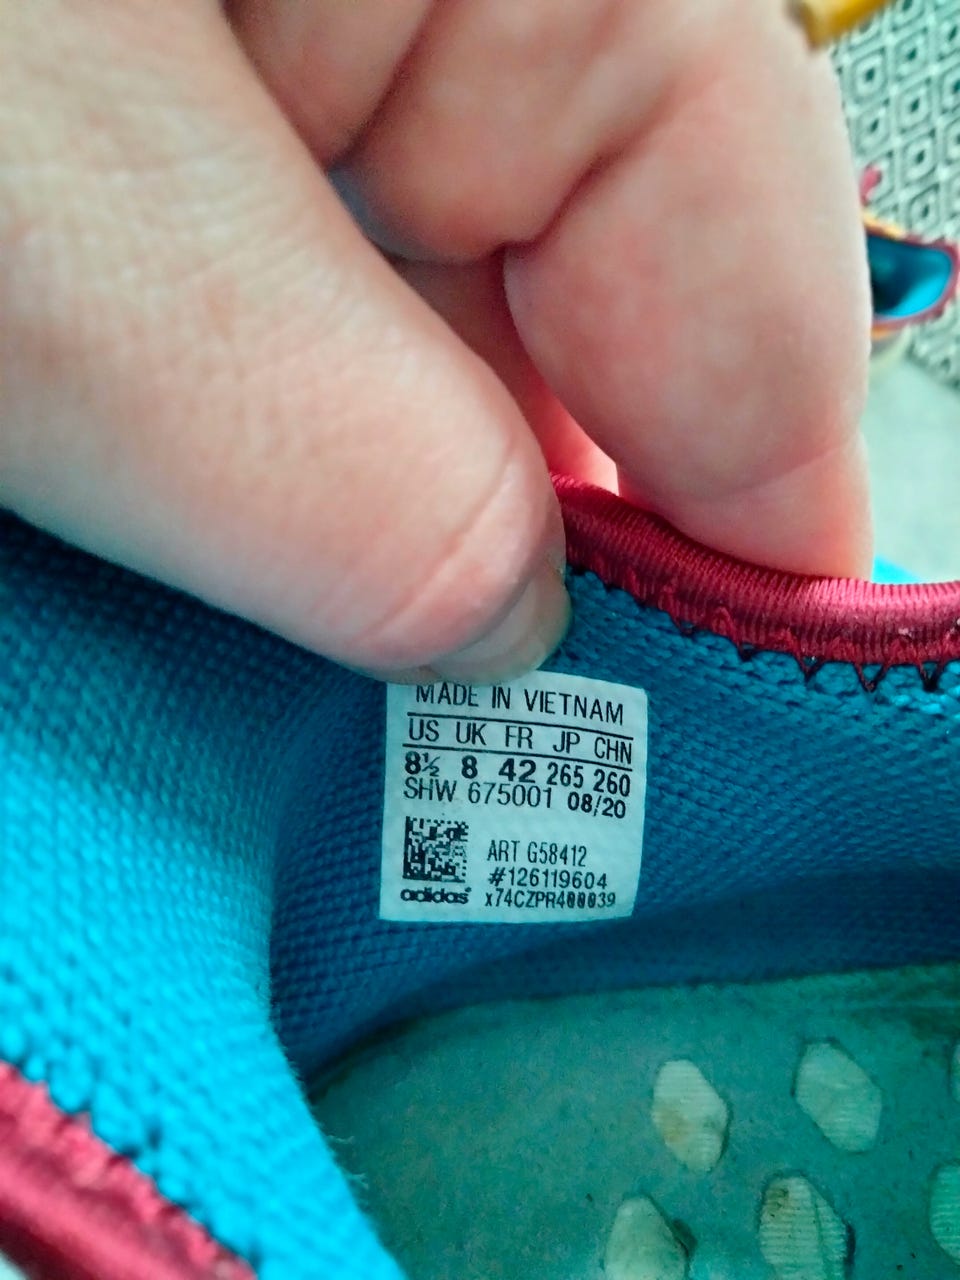 MADE IN VIETNAM
US UK FR JP CHN
8½ 8 42 265 260
SHW 675001 08/20
ART G58412
#126119604
adidas x74CZPR400039